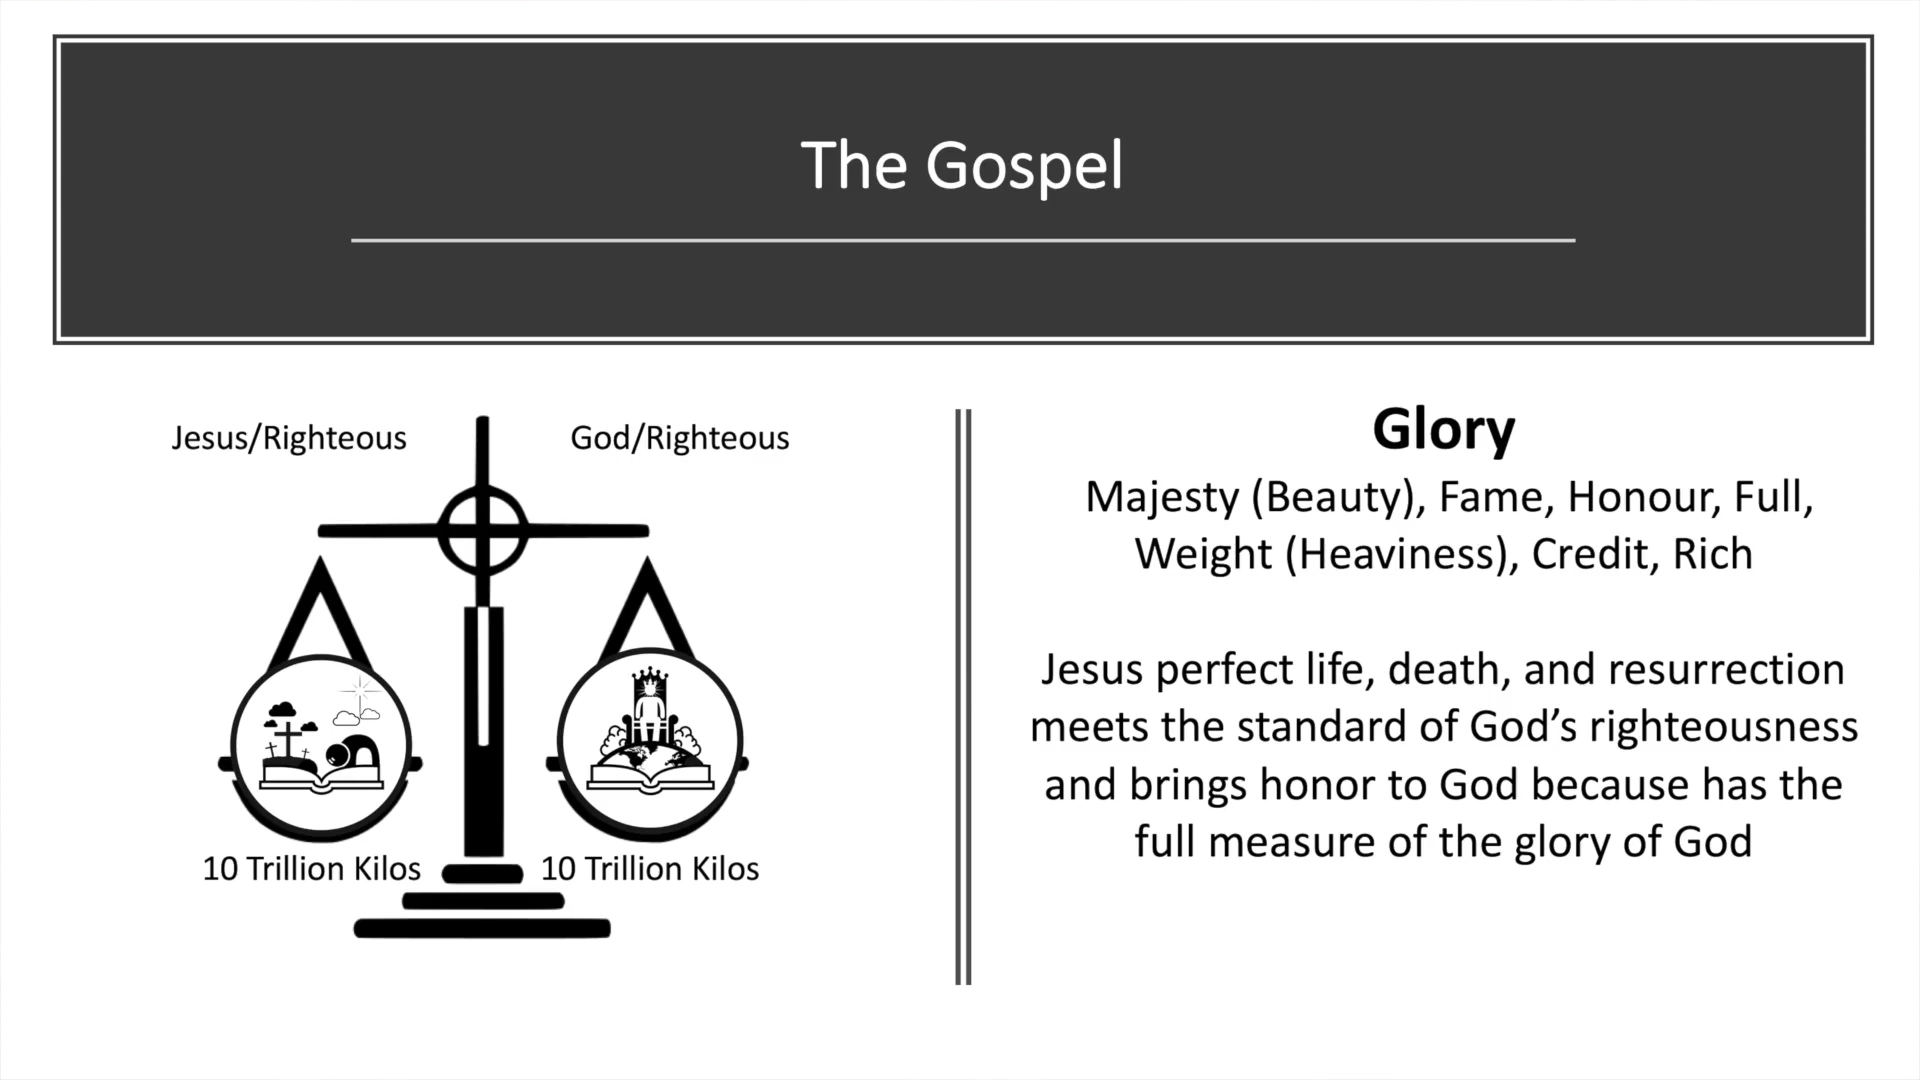 The Gospel
Jesus/Righteous
God/Righteous
10 Trillion Kilos
10 Trillion Kilos
Glory
Majesty (Beauty), Fame, Honour, Full,
Weight (Heaviness), Credit, Rich
Jesus perfect life, death, and resurrection
meets the standard of God’s righteousness
and brings honor to God because has the
full measure of the glory of God